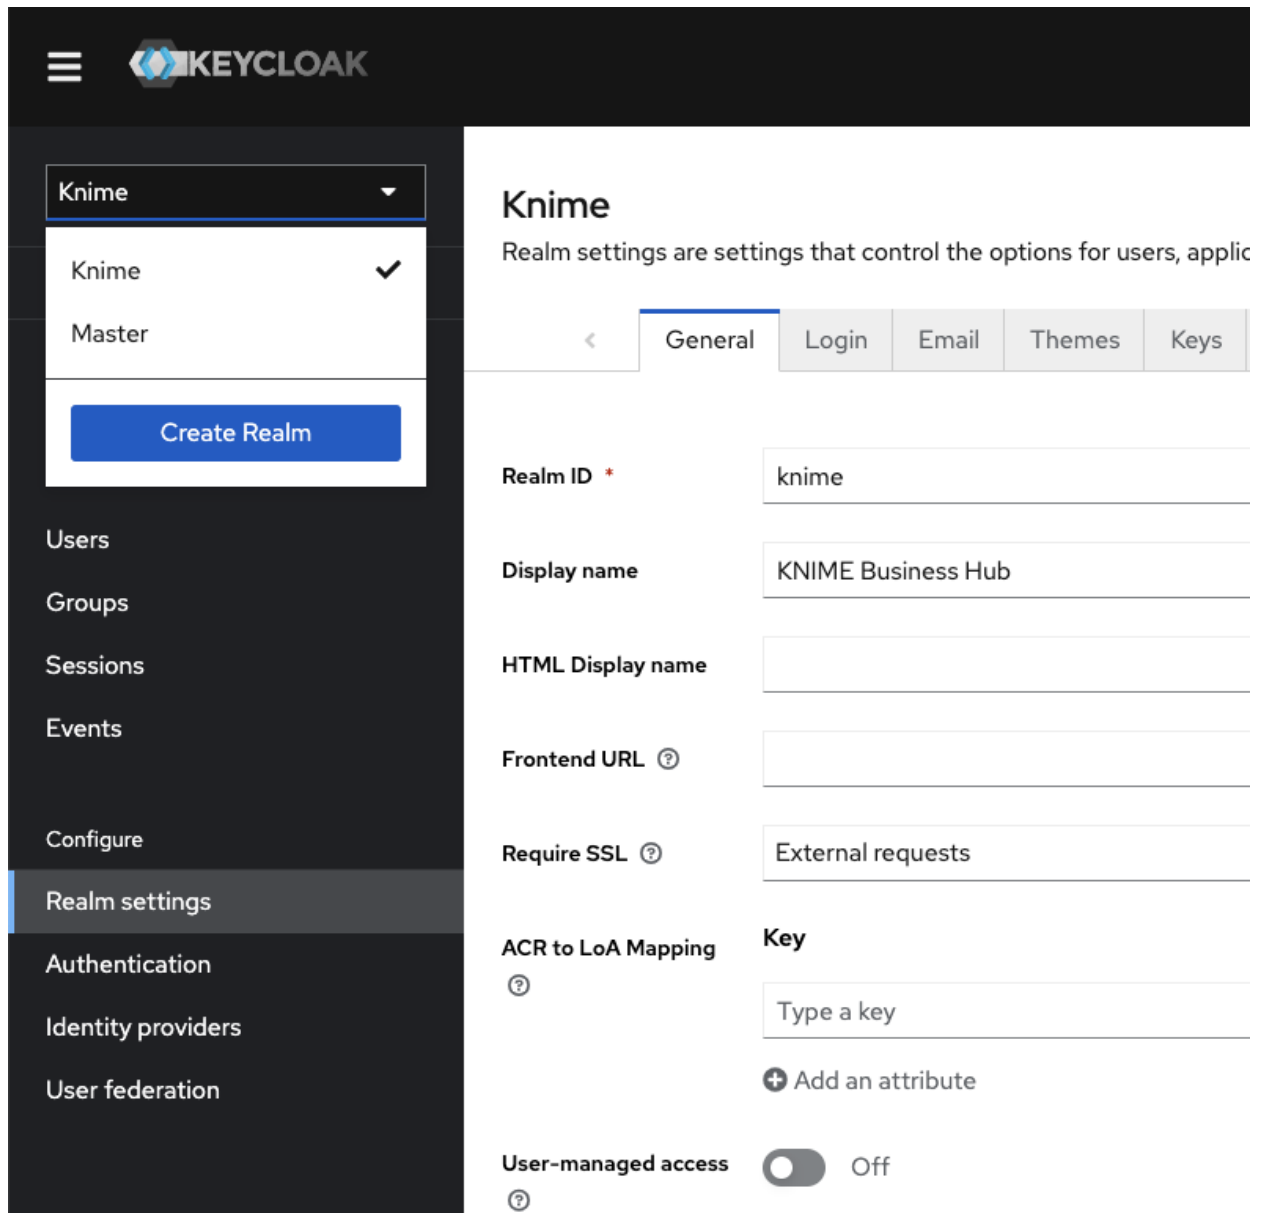 KEYCLOAK
Knime
Knime
Master
Create Realm
Users
Groups
Sessions
Events
Configure
Realm settings
Authentication
Identity providers
User federation
Knime
Realm settings are settings that control the options for users, applic
General Login Email Themes Keys
Realm ID * knime
Display name KNIME Business Hub
HTML Display name
Frontend URL
Require SSL External requests
ACR to LoA Mapping Key
Type a key
Add an attribute
User-managed access Off